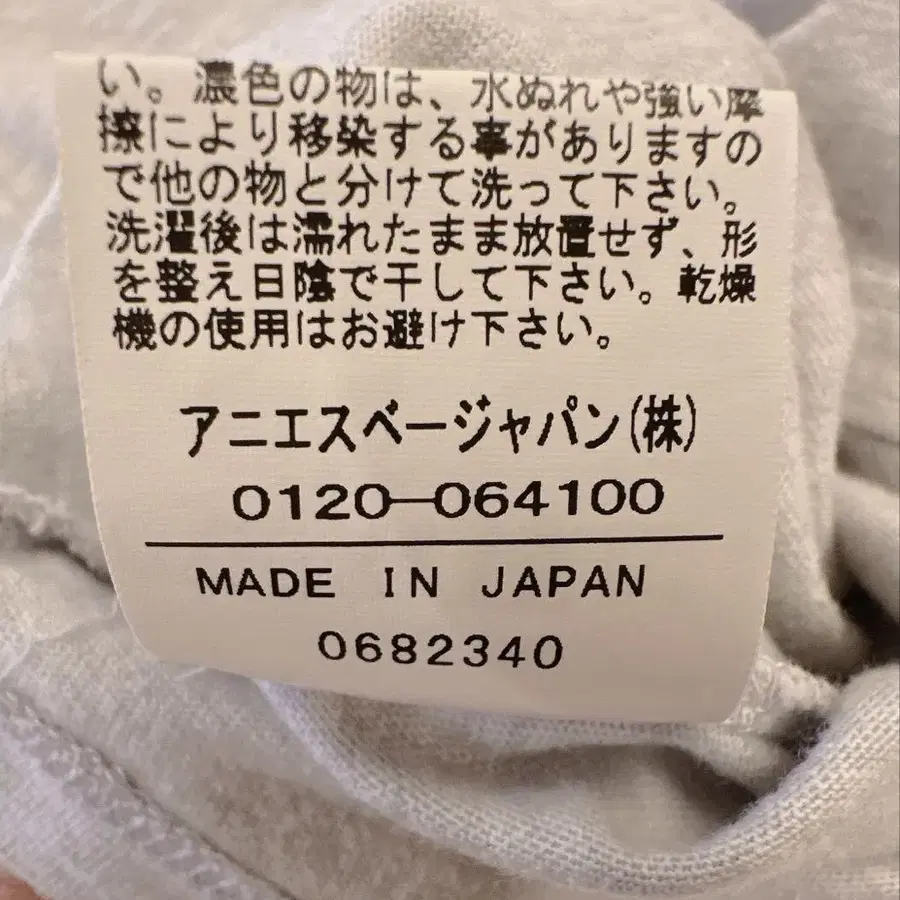 い。濃色の物は、水ぬれや強い摩
擦により移染する事がありますの
で他の物と分けて洗って下さい。
洗濯後は濡れたまま放置せず、形
を整え日陰で干して下さい。乾燥
機の使用はお避け下さい。
アニエスベージャパン(株)
0120-064100
MADE IN JAPAN
0682340